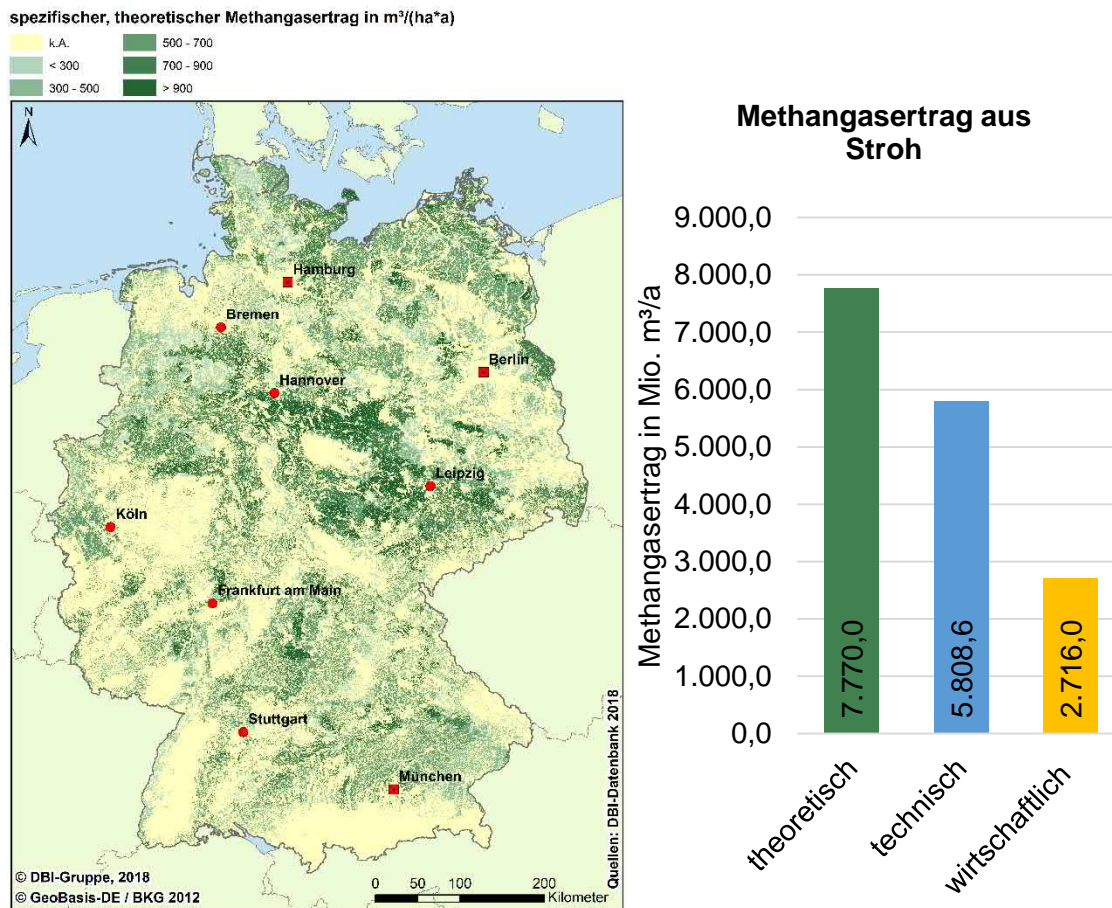 spezifischer, theoretischer Methangasertrag in m³/(ha*a)
k.A.
< 300
300 - 500
500 - 700
700 - 900
> 900
N
Hamburg
Bremen
Berlin
Hannover
Leipzig
Köln
Frankfurt am Main
Stuttgart
München
Quellen: DBI-Datenbank 2018
© DBI-Gruppe, 2018
© GeoBasis-DE / BKG 2012
0 50 100 200
Kilometer
Methangasertrag aus
Stroh
Methangasertrag in Mio. m³/a
9.000,0
8.000,0
7.000,0
6.000,0
5.000,0
4.000,0
3.000,0
2.000,0
1.000,0
0,0
7.770,0
5.808,6
2.716,0
theoretisch
technisch
wirtschaftlich